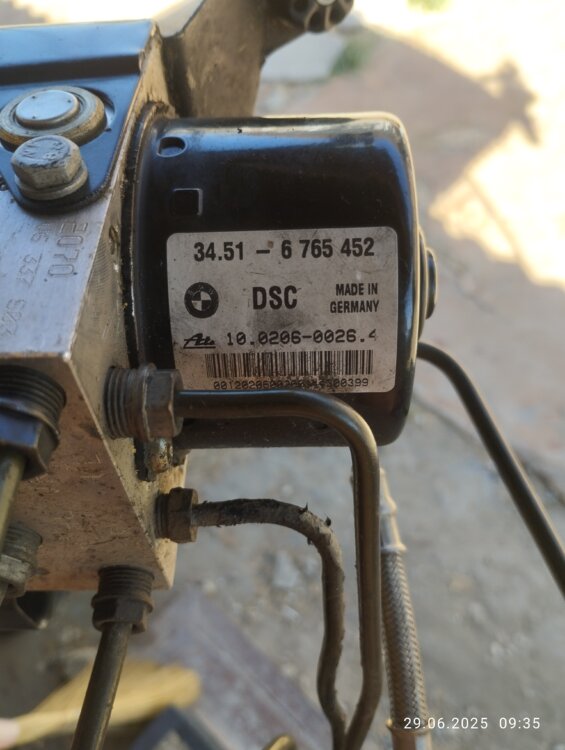 34.51 - 6 765 452
DSC
MADE IN
GERMANY
10.0206-0026.4
29.06.2025 09:35